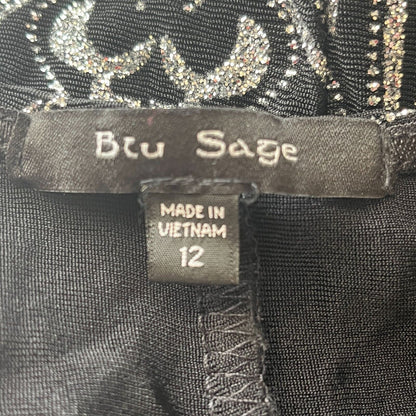 Blu Sage
MADE IN
VIETNAM
12